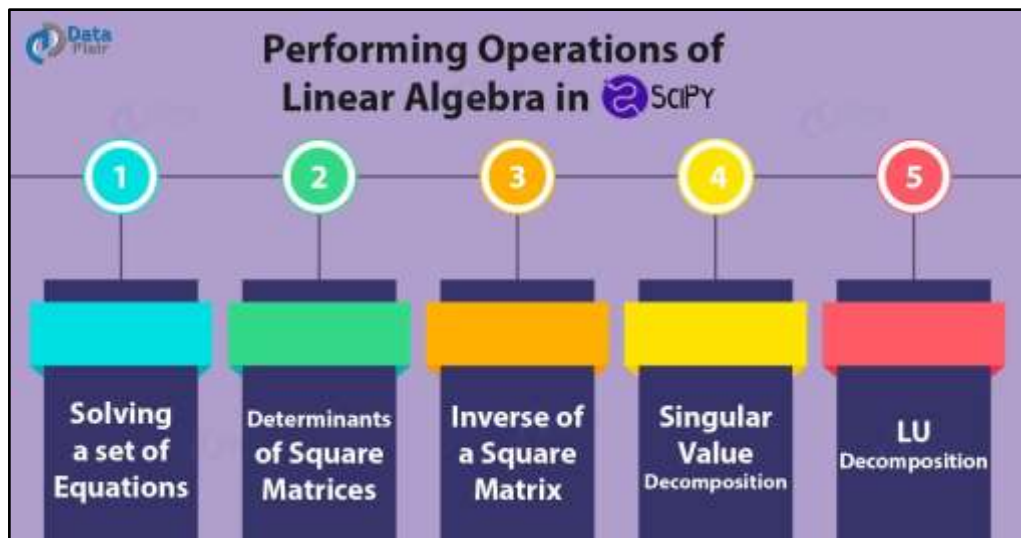 Data
Flair
Performing Operations of
Linear Algebra in SciPy
1
2
3
4
5
Solving
a set of
Equations
Determinants
of Square
Matrices
Inverse of
a Square
Matrix
Singular
Value
Decomposition
LU
Decomposition